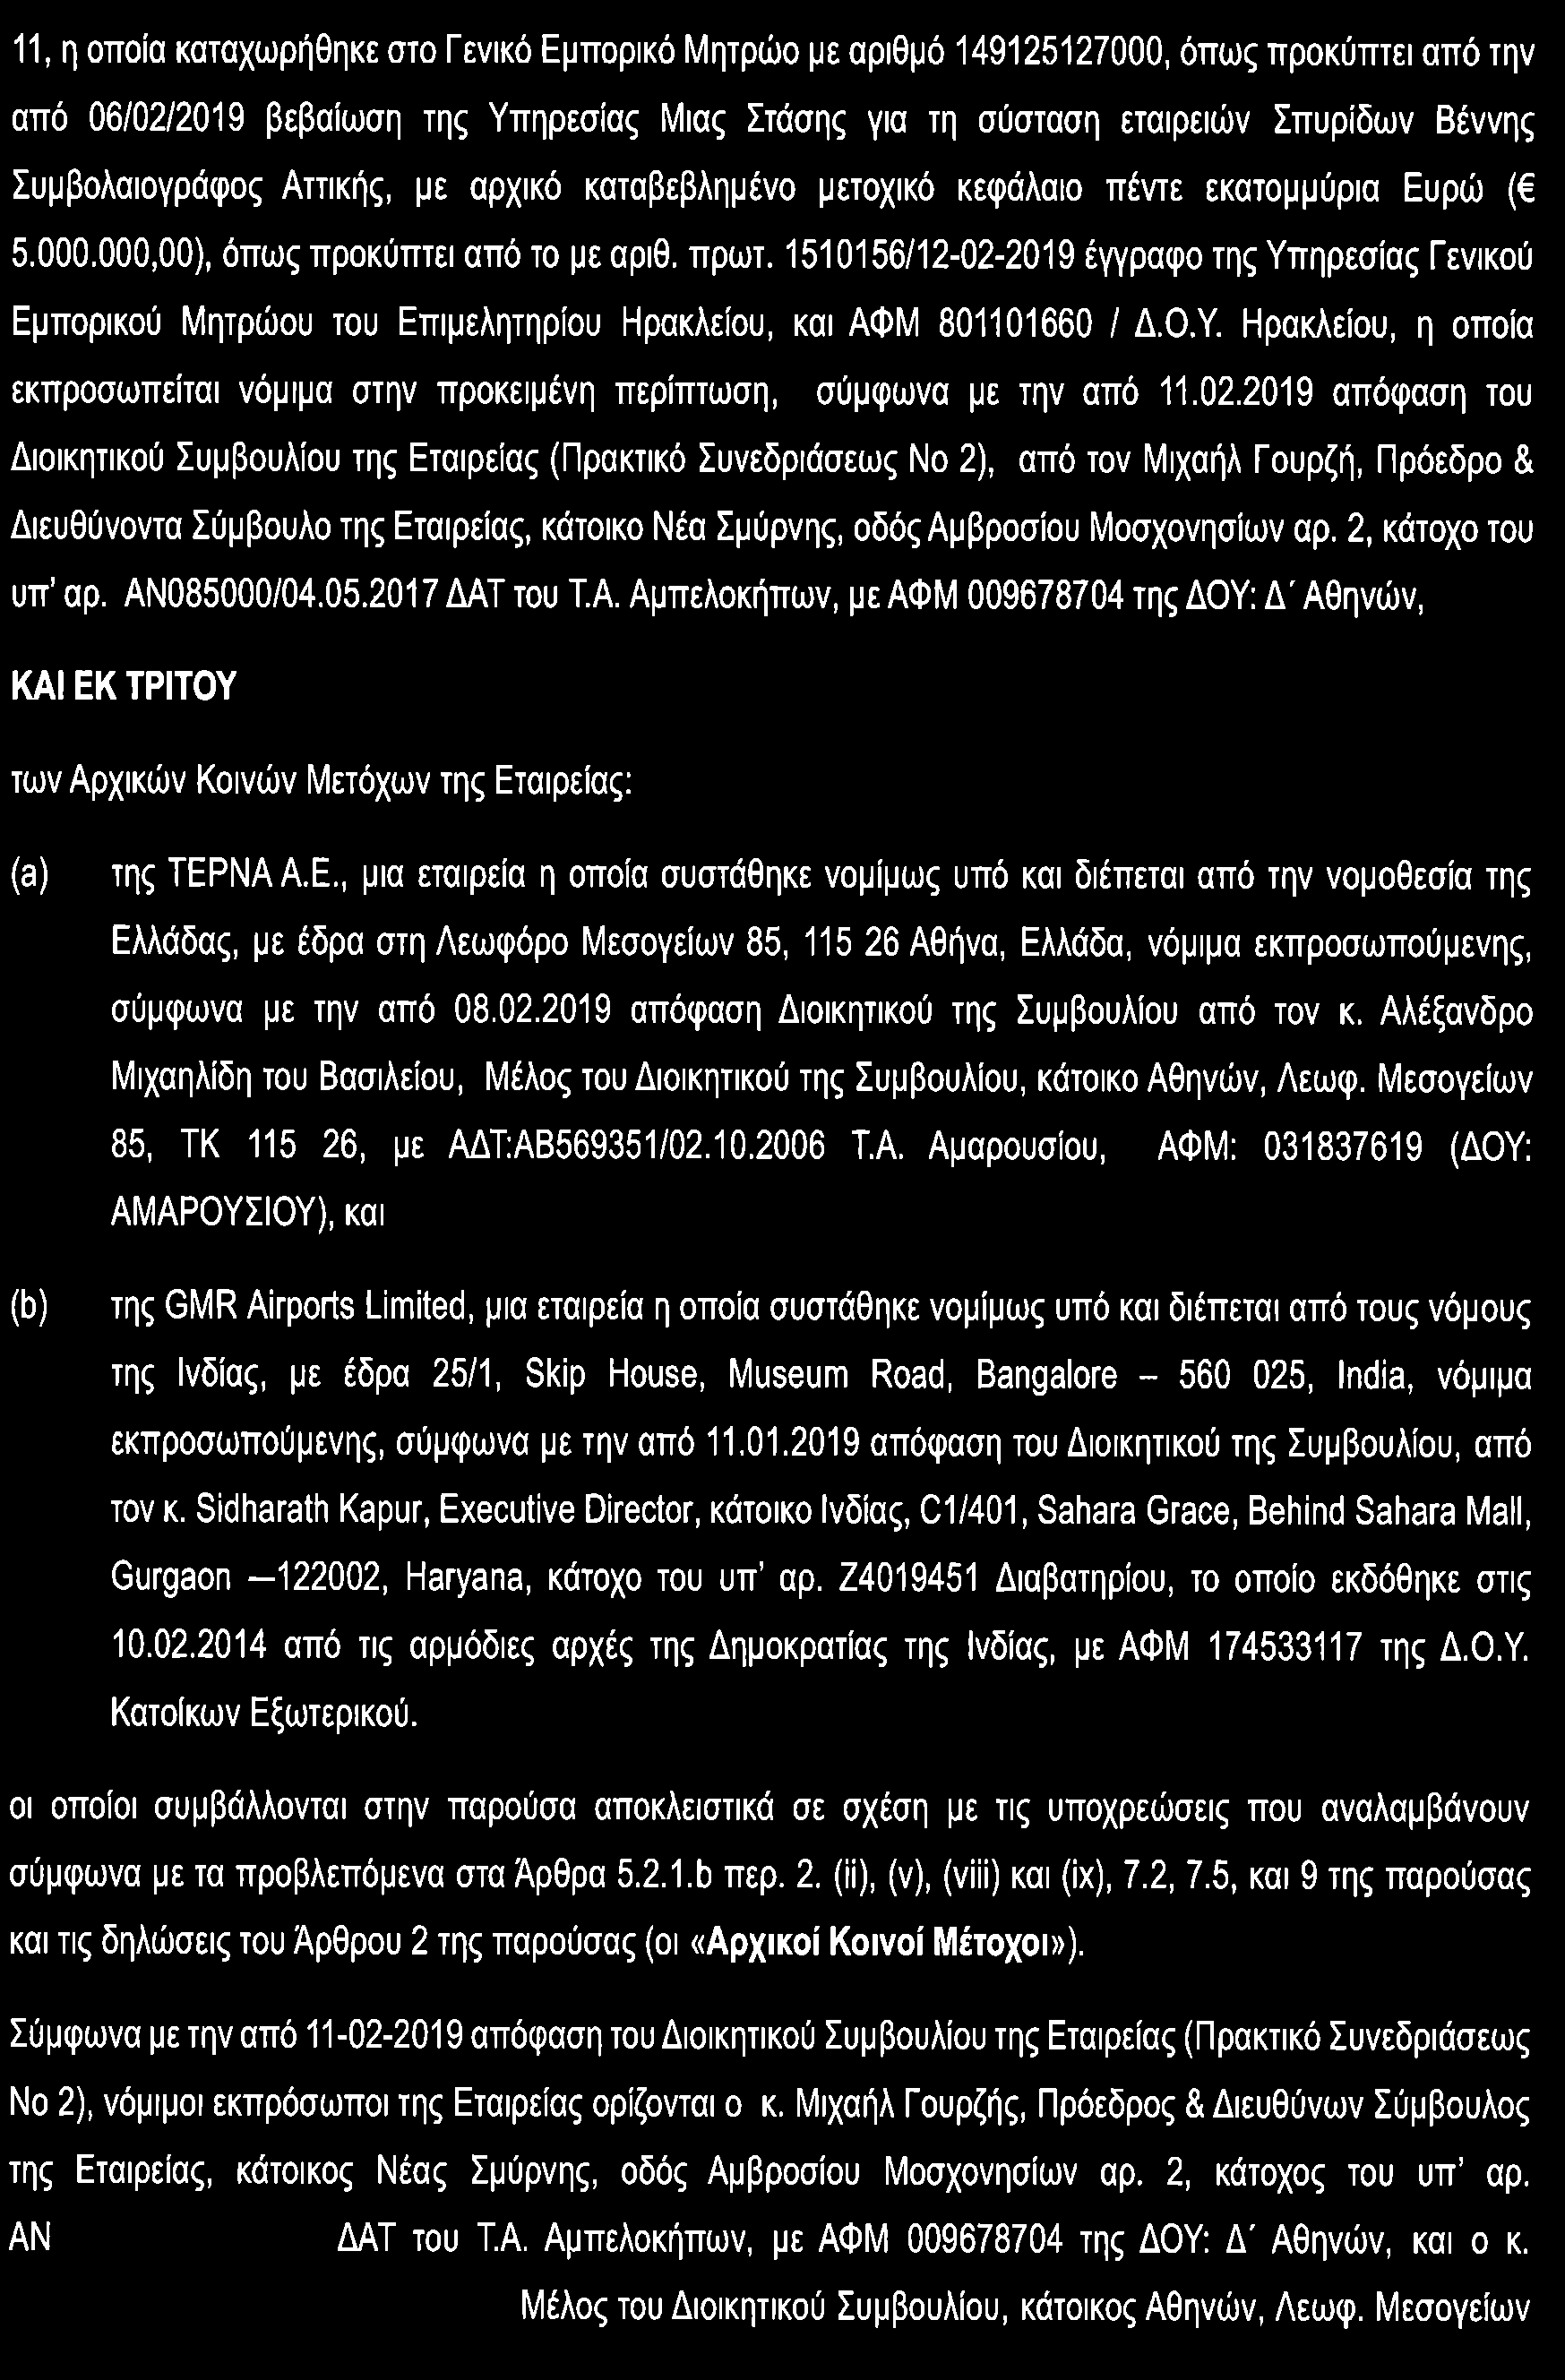 11, η οποία καταχωρήθηκε στο Γενικό Εμπορικό Μητρώο με αριθμό 149125127000, όπως προκύπτει από την
από 06/02/2019 βεβαίωση της Υπηρεσίας Μιας Στάσης για τη σύσταση εταιρειών Σπυρίδων Βέννης
Συμβολαιογράφος Αττικής, με αρχικό καταβεβλημένο μετοχικό κεφάλαιο πέντε εκατομμύρια Ευρώ (€
5.000.000,00), όπως προκύπτει από το με αριθ. πρωτ. 1510156/12-02-2019 έγγραφο της Υπηρεσίας Γενικού
Εμπορικού Μητρώου του Επιμελητηρίου Ηρακλείου, και ΑΦΜ 801101660 / Δ.Ο.Υ. Ηρακλείου, η οποία
εκπροσωπείται νόμιμα στην προκειμένη περίπτωση, σύμφωνα με την από 11.02.2019 απόφαση του
Διοικητικού Συμβουλίου της Εταιρείας (Πρακτικό Συνεδριάσεως Νο 2), από τον Μιχαήλ Γουρζή, Πρόεδρο &
Διευθύνοντα Σύμβουλο της Εταιρείας, κάτοικο Νέα Σμύρνης, οδός Αμβροσίου Μοσχονησίων αρ. 2, κάτοχο του
υπ’ αρ. ΑΝ085000/04.05.2017 ΔΑΤ του Τ.Α. Αμπελοκήπων, με ΑΦΜ 009678704 της ΔΟΥ: Δ΄ Αθηνών,
ΚΑΙ ΕΚ ΤΡΙΤΟΥ
των Αρχικών Κοινών Μετόχων της Εταιρείας:
(a) της ΤΕΡΝΑ Α.Ε., μια εταιρεία η οποία συστάθηκε νομίμως υπό και διέπεται από την νομοθεσία της
Ελλάδας, με έδρα στη Λεωφόρο Μεσογείων 85, 115 26 Αθήνα, Ελλάδα, νόμιμα εκπροσωπούμενης,
σύμφωνα με την από 08.02.2019 απόφαση Διοικητικού της Συμβουλίου από τον κ. Αλέξανδρο
Μιχαηλίδη του Βασιλείου, Μέλος του Διοικητικού της Συμβουλίου, κάτοικο Αθηνών, Λεωφ. Μεσογείων
85, ΤΚ 115 26, με ΑΔΤ:ΑΒ569351/02.10.2006 Τ.Α. Αμαρουσίου, ΑΦΜ: 031837619 (ΔΟΥ:
ΑΜΑΡΟΥΣΙΟΥ), και
(b) της GMR Airports Limited, μια εταιρεία η οποία συστάθηκε νομίμως υπό και διέπεται από τους νόμους
της Ινδίας, με έδρα 25/1, Skip House, Museum Road, Bangalore – 560 025, India, νόμιμα
εκπροσωπούμενης, σύμφωνα με την από 11.01.2019 απόφαση του Διοικητικού της Συμβουλίου, από
τον κ. Sidharath Kapur, Executive Director, κάτοικο Ινδίας, C1/401, Sahara Grace, Behind Sahara Mall,
Gurgaon —122002, Haryana, κάτοχο του υπ’ αρ. Z4019451 Διαβατηρίου, το οποίο εκδόθηκε στις
10.02.2014 από τις αρμόδιες αρχές της Δημοκρατίας της Ινδίας, με ΑΦΜ 174533117 της Δ.Ο.Υ.
Κατοίκων Εξωτερικού.
οι οποίοι συμβάλλονται στην παρούσα αποκλειστικά σε σχέση με τις υποχρεώσεις που αναλαμβάνουν
σύμφωνα με τα προβλεπόμενα στα Άρθρα 5.2.1.b περ. 2. (ii), (v), (viii) και (ix), 7.2, 7.5, και 9 της παρούσας
και τις δηλώσεις του Άρθρου 2 της παρούσας (οι «Αρχικοί Κοινοί Μέτοχοι»).
Σύμφωνα με την από 11-02-2019 απόφαση του Διοικητικού Συμβουλίου της Εταιρείας (Πρακτικό Συνεδριάσεως
Νο 2), νόμιμοι εκπρόσωποι της Εταιρείας ορίζονται ο κ. Μιχαήλ Γουρζής, Πρόεδρος & Διευθύνων Σύμβουλος
της Εταιρείας, κάτοικος Νέας Σμύρνης, οδός Αμβροσίου Μοσχονησίων αρ. 2, κάτοχος του υπ’ αρ.
ΑΝ ΔΑΤ του Τ.Α. Αμπελοκήπων, με ΑΦΜ 009678704 της ΔΟΥ: Δ΄ Αθηνών, και ο κ.
Μέλος του Διοικητικού Συμβουλίου, κάτοικος Αθηνών, Λεωφ. Μεσογείων